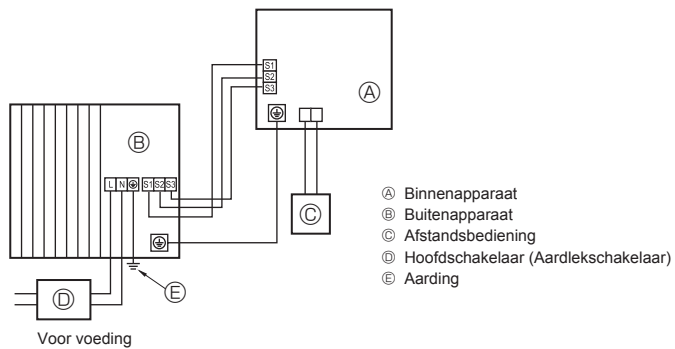 S1
S2
S3
Ⓐ
Ⓑ
L N S1 S2 S3
Ⓒ
Ⓓ
Ⓔ
Voor voeding
Ⓐ Binnenapparaat
Ⓑ Buitenapparaat
Ⓒ Afstandsbediening
Ⓓ Hoofdschakelaar (Aardlekschakelaar)
Ⓔ Aarding